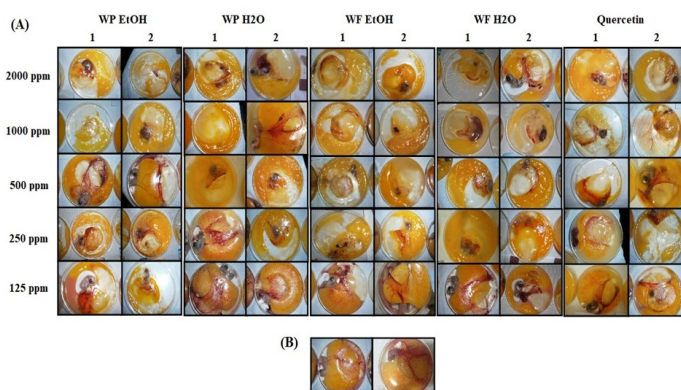 (A)
WP EtOH WP H2O WF EtOH WF H2O Quercetin
1 2 1 2 1 2 1 2 1 2
2000 ppm
1000 ppm
500 ppm
250 ppm
125 ppm
(B)